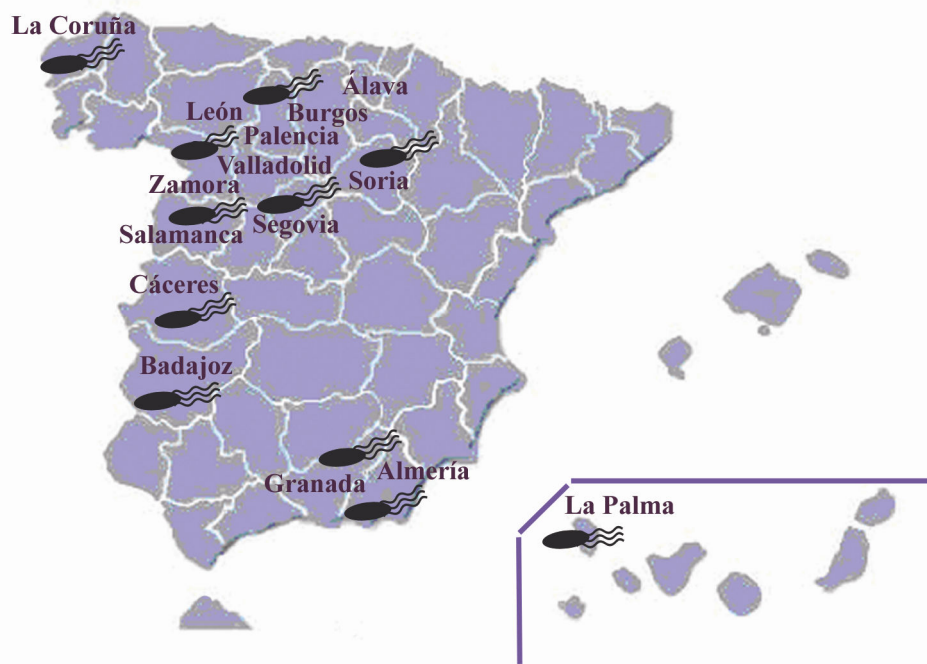 La Coruña
Álava
León
Burgos
Palencia
Valladolid
Soria
Zamora
Segovia
Salamanca
Cáceres
Badajoz
Almería
Granada
La Palma